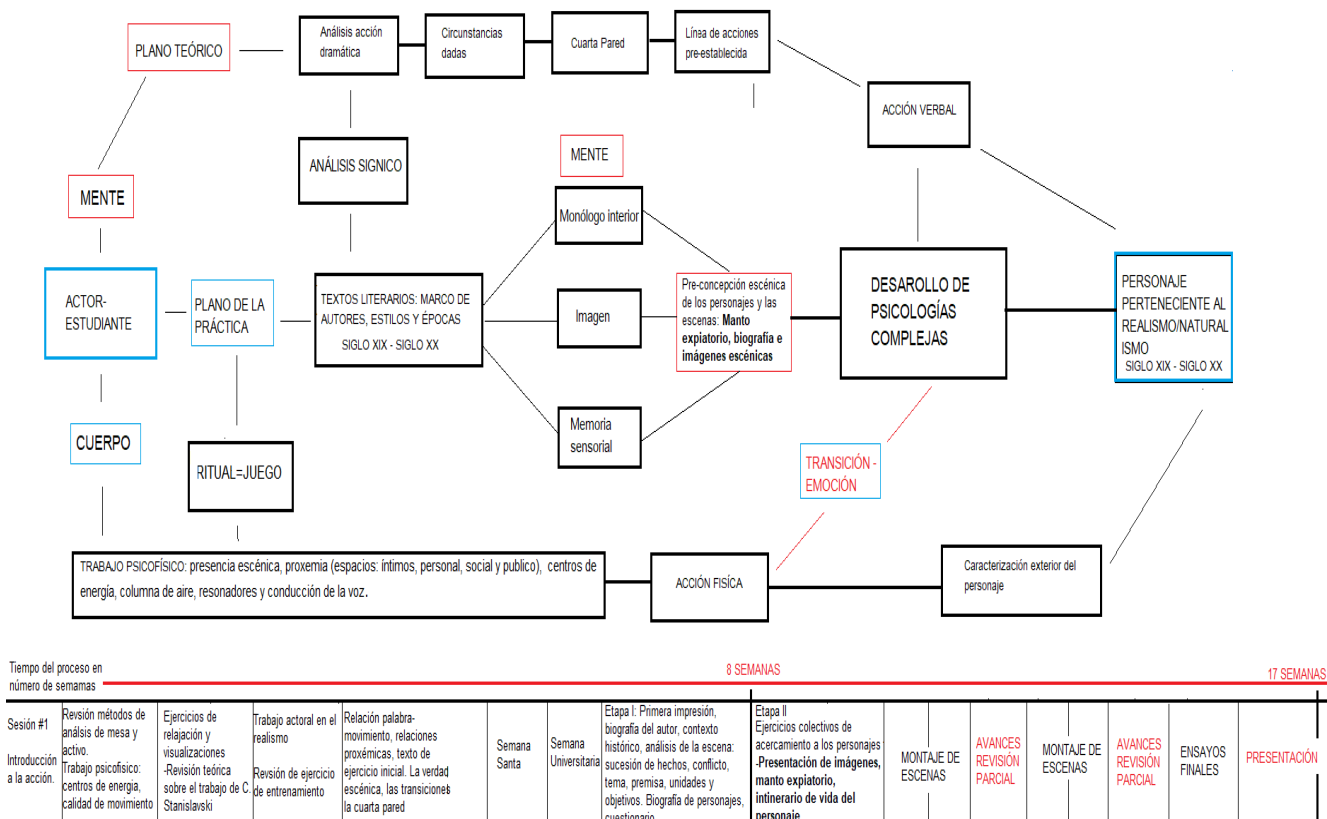 PLANO TEÓRICO
Análisis acción
dramática
Circunstancias
dadas
Cuarta Pared
Línea de acciones
pre-establecida
ACCIÓN VERBAL
ANÁLISIS SIGNICO
MENTE
MENTE
Monólogo interior
ACTOR-
ESTUDIANTE
PLANO DE LA
PRÁCTICA
TEXTOS LITERARIOS: MARCO DE
AUTORES, ESTILOS Y ÉPOCAS
SIGLO XIX - SIGLO XX
Imagen
Pre-concepción escénica
de los personajes y las
escenas: Manto
expiatorio, biografía e
imágenes escénicas
DESAROLLO DE
PSICOLOGÍAS
COMPLEJAS
PERSONAJE
PERTENECIENTE AL
REALISMO/NATURAL
ISMO
SIGLO XIX - SIGLO XX
Memoria
sensorial
CUERPO
RITUAL=JUEGO
TRANSICIÓN -
EMOCIÓN
TRABAJO PSICOFÍSICO: presencia escénica, proxemia (espacios: íntimos, personal, social y publico), centros de
energía, columna de aire, resonadores y conducción de la voz.
ACCIÓN FISÍCA
Caracterización exterior del
personaje
Tiempo del proceso en
número de semamas
8 SEMANAS
17 SEMANAS
Sesión #1
Introducción
a la acción.
Revsión métodos de
análisis de mesa y
activo.
Trabajo psicofísico:
centros de energía,
calidad de movimiento
Ejercicios de
relajación y
visualizaciones
-Revisión teórica
sobre el trabajo de C.
Stanislavski
Trabajo actoral en el
realismo
Revisión de ejercicio
de entrenamiento
Relación palabra-
movimiento, relaciones
proxémicas, texto de
ejercicio inicial. La verdad
escénica, las transiciones
la cuarta pared
Semana
Santa
Semana
Universitaria
Etapa I: Primera impresión,
biografía del autor, contexto
histórico, análisis de la escena:
sucesión de hechos, conflicto,
tema, premisa, unidades y
objetivos. Biografía de personajes,
cuestionario
Etapa II
Ejercicios colectivos de
acercamiento a los personajes
-Presentación de imágenes,
manto expiatorio,
intinerario de vida del
personaje
MONTAJE DE
ESCENAS
AVANCES
REVISIÓN
PARCIAL
MONTAJE DE
ESCENAS
AVANCES
REVISIÓN
PARCIAL
ENSAYOS
FINALES
PRESENTACIÓN